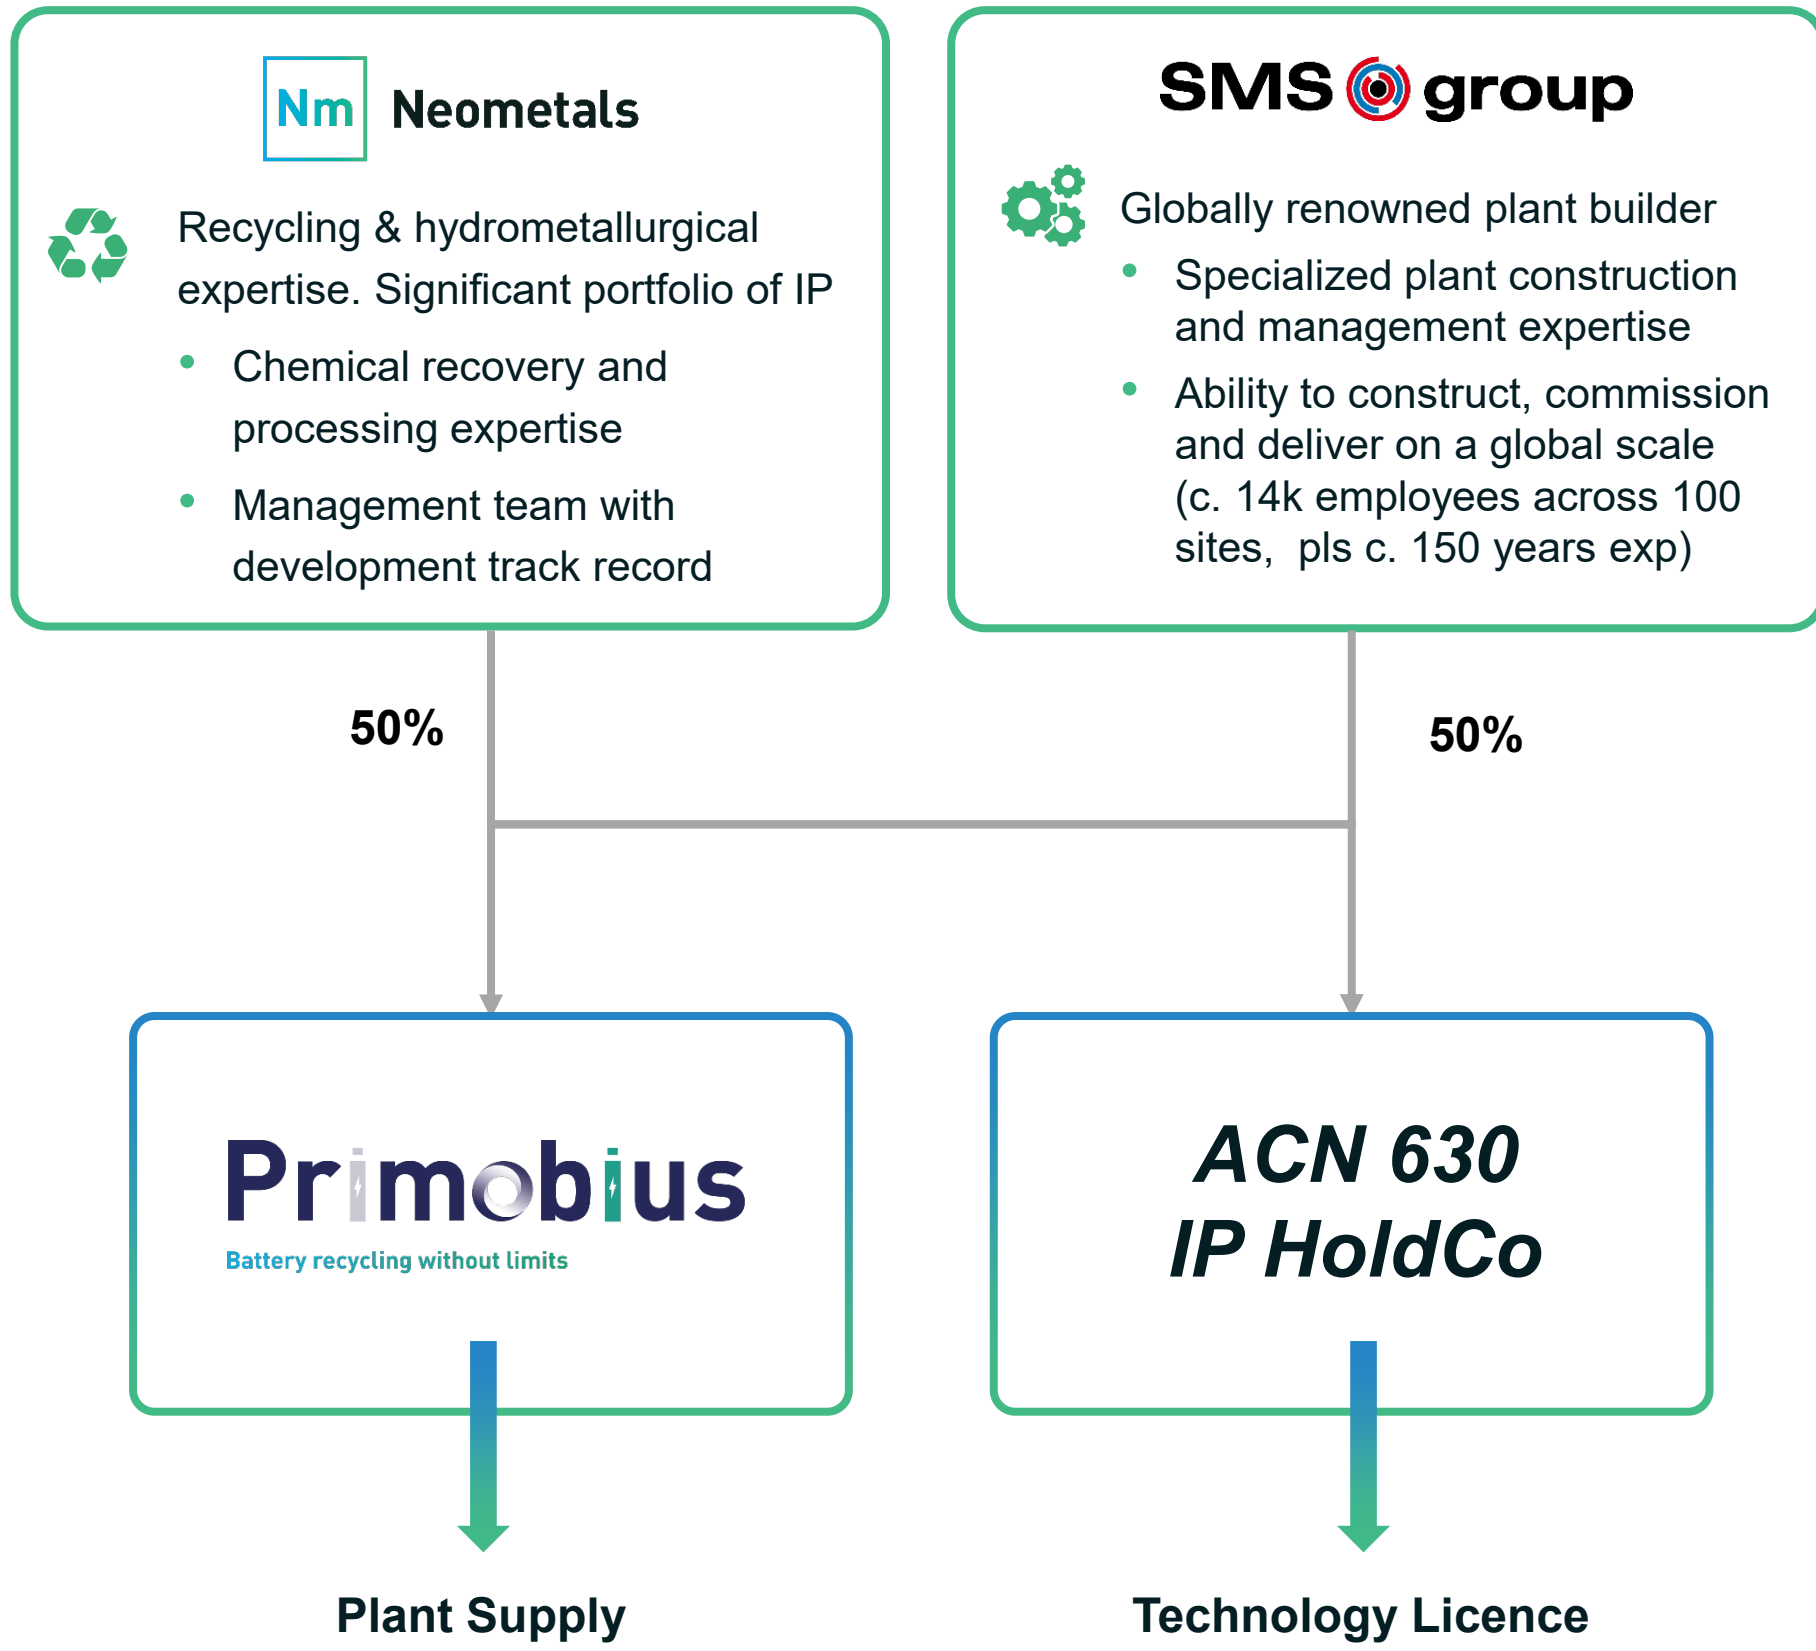 Nm Neometals
Recycling & hydrometallurgical
expertise. Significant portfolio of IP
• Chemical recovery and
processing expertise
• Management team with
development track record
SMS group
Globally renowned plant builder
• Specialized plant construction
and management expertise
• Ability to construct, commission
and deliver on a global scale
(c. 14k employees across 100
sites,  pls c. 150 years exp)
50%
50%
Primobius
Battery recycling without limits
ACN 630
IP HoldCo
Plant Supply
Technology Licence